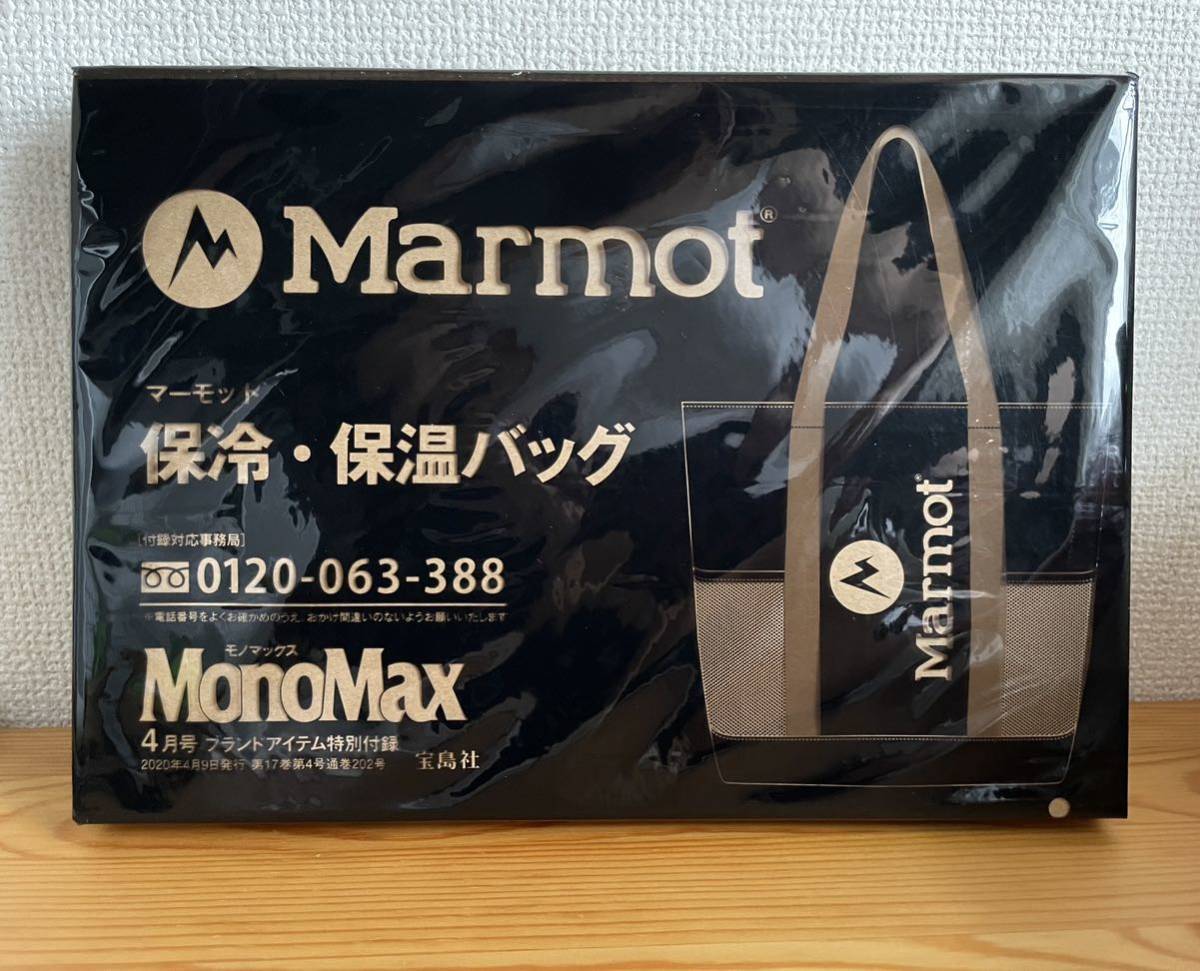 Marmot®
マーモット
保冷・保温バッグ
[付録対応事務局]
0120-063-388
※電話番号をよくお確かめのうえ、おかけ間違いのないようお願いいたします
モノマックス
MonoMax
4月号 ブランドアイテム特別付録
2020年4月9日発行 第17巻第4号通巻202号 宝島社
Marmot®